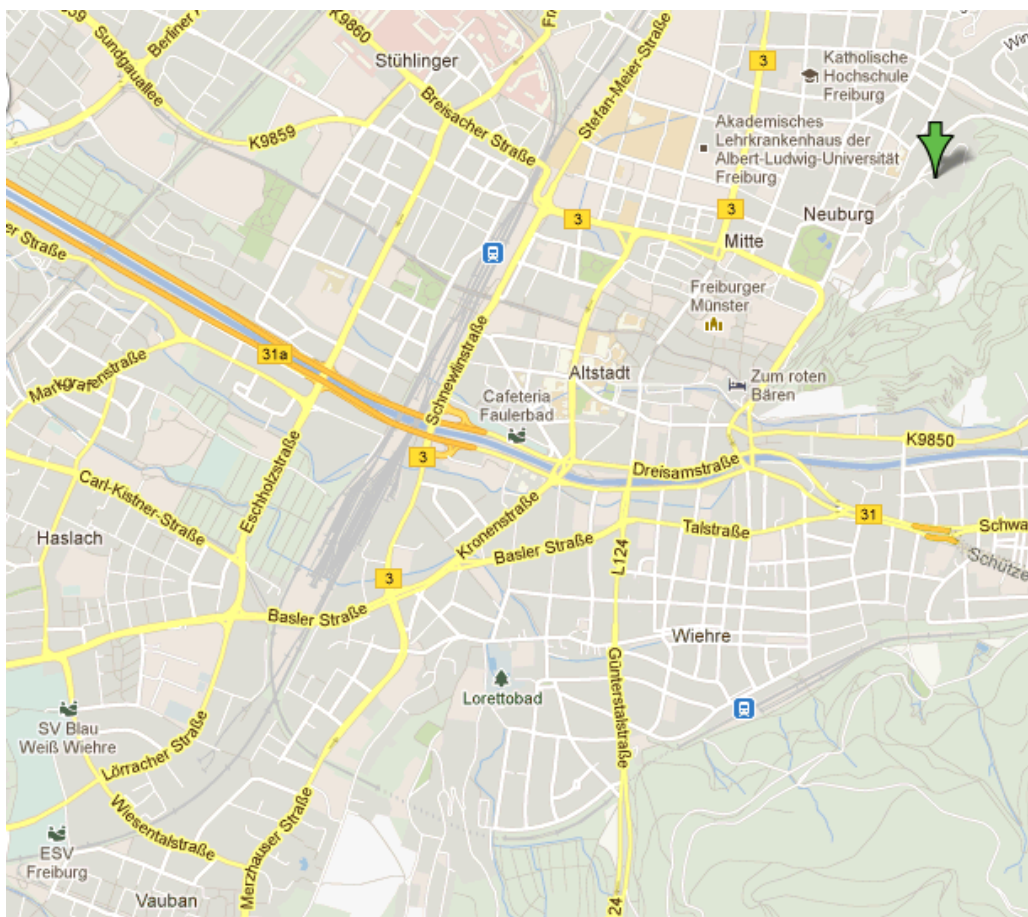 K9860
Berliner
Sundgauallee
Stühlinger
Stefan-Meier-Straße
3
Katholische
Hochschule
Freiburg
Breisacher Straße
K9859
Akademisches
Lehrkrankenhaus der
Albert-Ludwig-Universität
Freiburg
3
3
Neuburg
Mitte
Freiburger
Münster
31a
Schnewlinstraße
Altstadt
Zum roten
Bären
Markgrafenstraße
Cafeteria
Faulerbad
K9850
3
Dreisamstraße
Carl-Kistner-Straße
Eschholzstraße
31
Haslach
Kronenstraße
Talstraße
Basler Straße
L124
3
Basler Straße
Wiehre
Günterstalstraße
Lorettobad
SV Blau
Weiß Wiehre
Lörracher Straße
Wiesentalstraße
Merzhauser Straße
ESV
Freiburg
Vauban
24